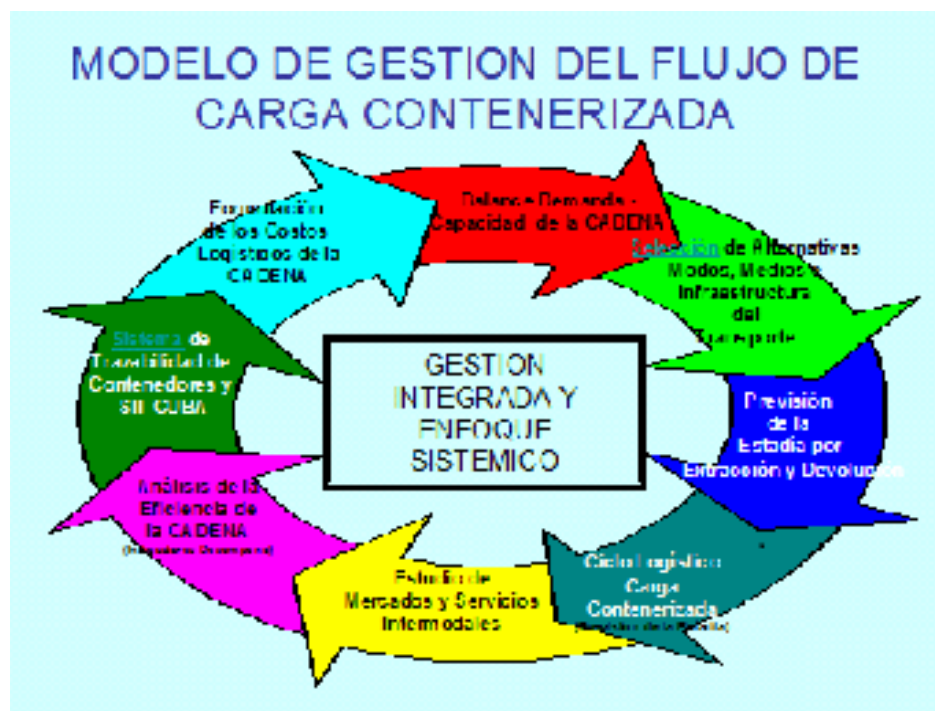 MODELO DE GESTION DEL FLUJO DE
CARGA CONTENERIZADA
Balance Demanda -
Capacidad de la CADENA
Selección de Alternativas
Modos, Medios e
Infraestructura
del
Transporte
Previsión
de la
Estadía por
Extracción y Devolución
Ciclo Logístico
Carga
Contenerizada
Estudio de
Mercados y Servicios
Intermodales
Análisis de la
Eficiencia de
la CADENA
Sistema de
Trazabilidad de
Contenedores y
CUBA
de los Costos
Logísticos de la
CADENA
GESTION
INTEGRADA Y
ENFOQUE
SISTEMICO